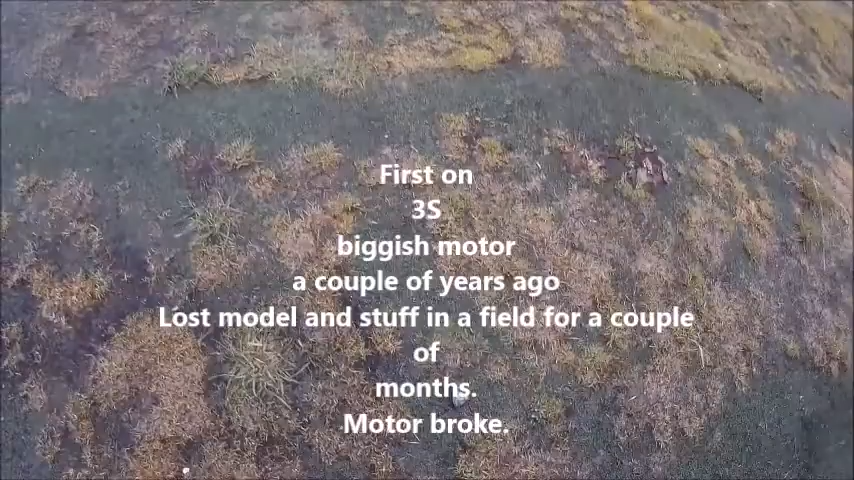 First on
3S
biggish motor
a couple of years ago
Lost model and stuff in a field for a couple
of
months.
Motor broke.